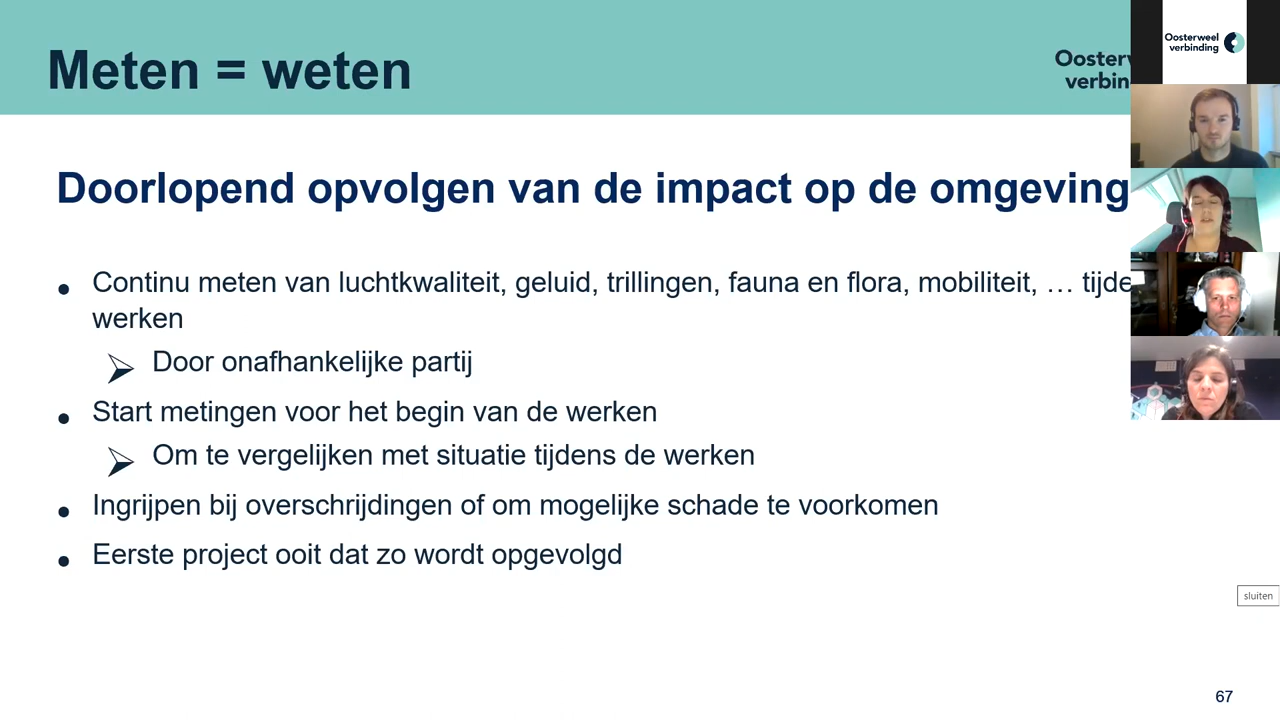 Meten = weten
Oosterweel
verbinding
Doorlopend opvolgen van de impact op de omgeving
• Continu meten van luchtkwaliteit, geluid, trillingen, fauna en flora, mobiliteit, …
werken
➢ Door onafhankelijke partij
• Start metingen voor het begin van de werken
➢ Om te vergelijken met situatie tijdens de werken
• Ingrijpen bij overschrijdingen of om mogelijke schade te voorkomen
• Eerste project ooit dat zo wordt opgevolgd
sluiten
67